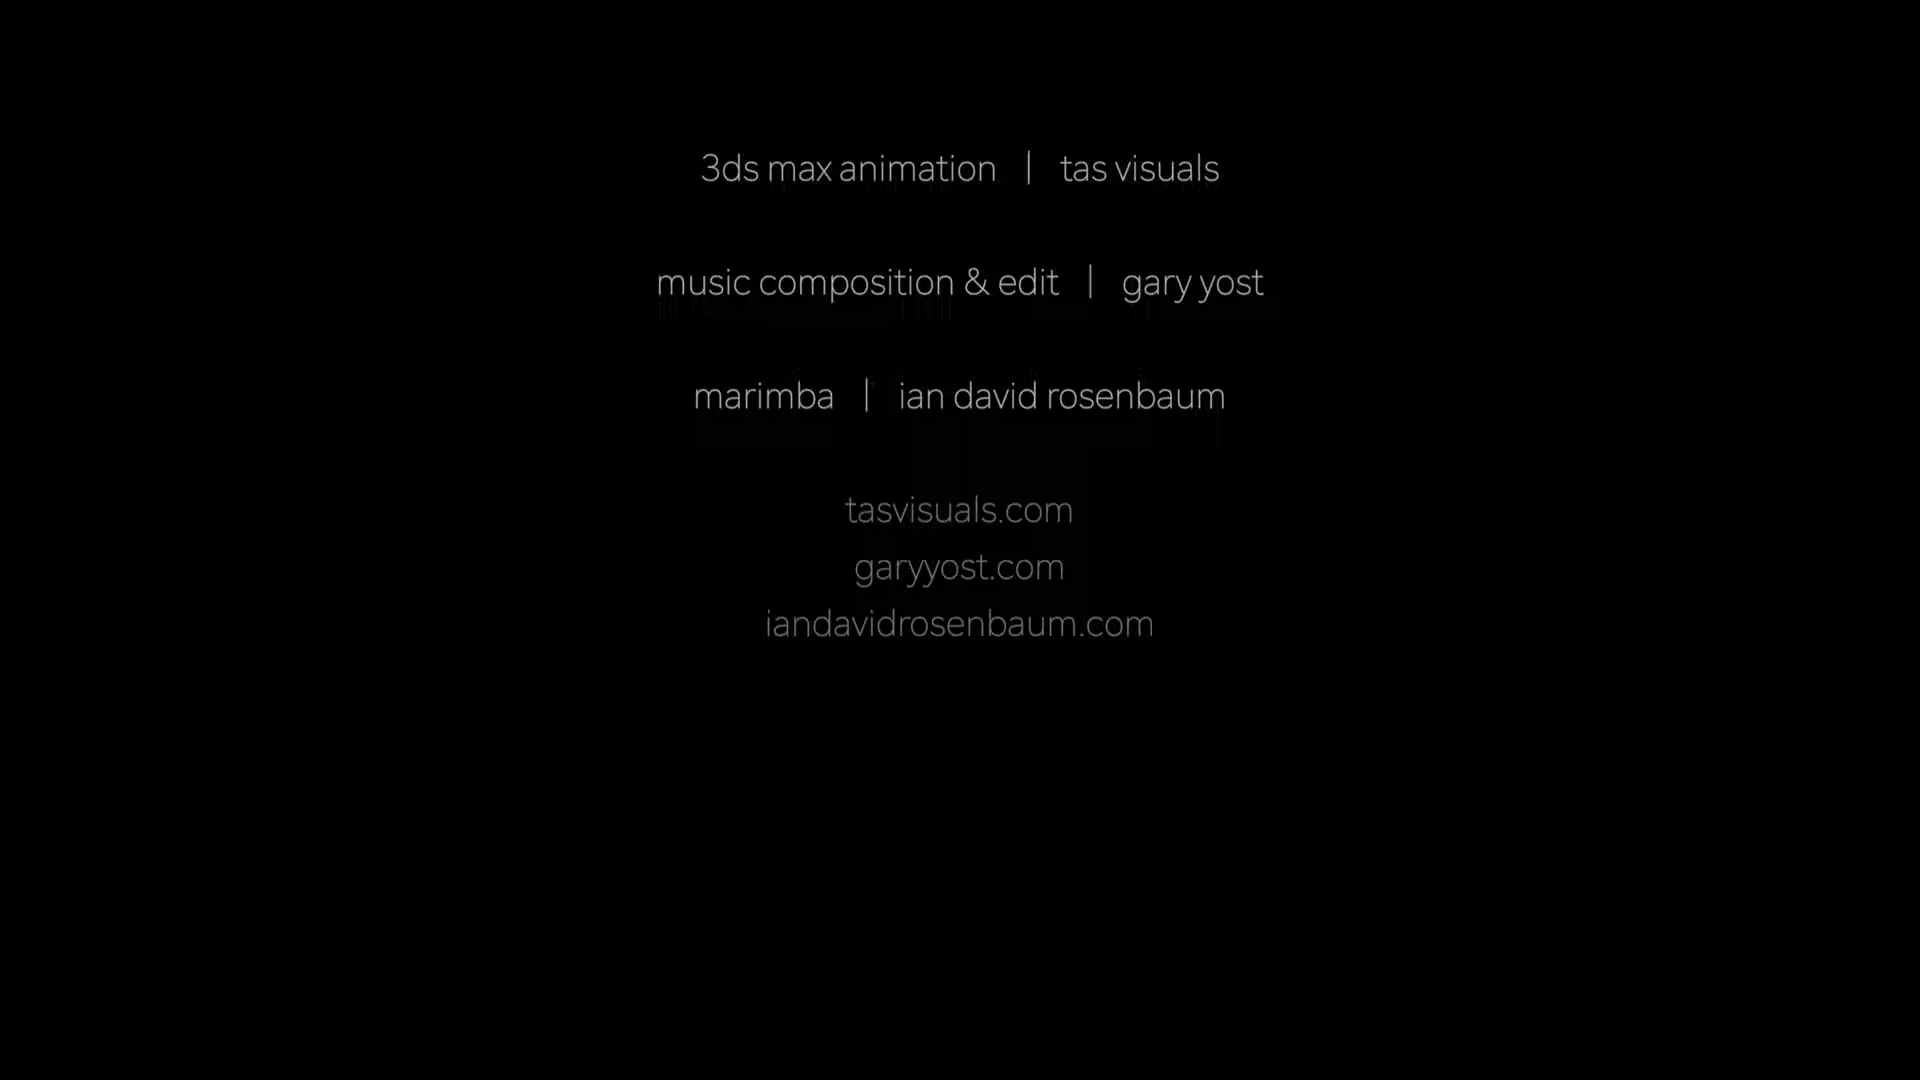 3ds max animation | tas visuals
music composition & edit | gary yost
marimba | ian david rosenbaum
tasvisuals.com
garyyost.com
iandavidrosenbaum.com